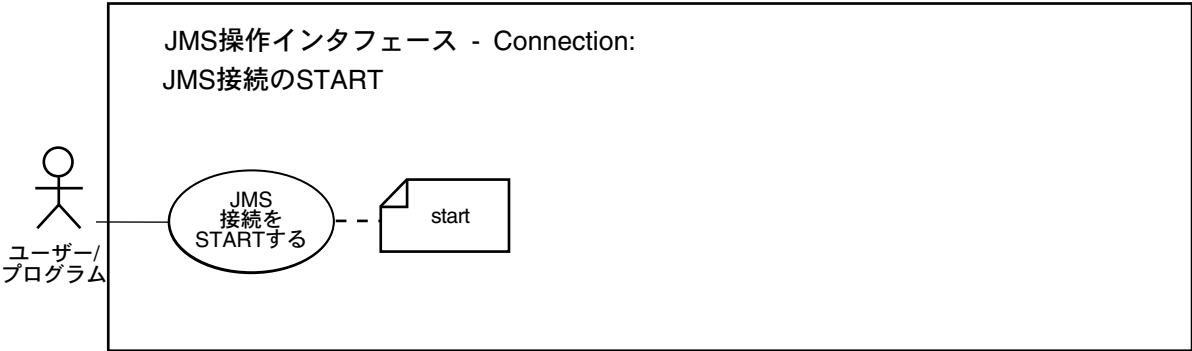 JMS操作インタフェース - Connection:
JMS接続のSTART
JMS
接続を
STARTする
start
ユーザー/
プログラム